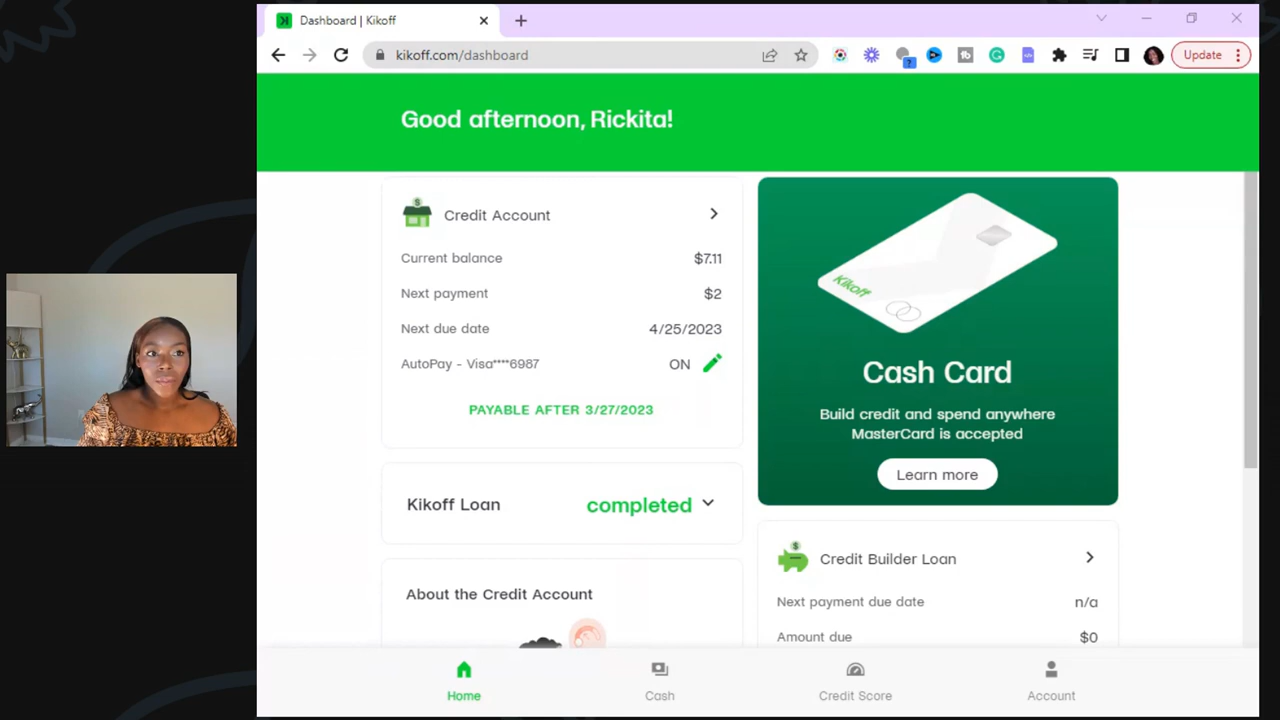 Dashboard | Kikoff
kikoff.com/dashboard
Update
Good afternoon, Rickita!
Credit Account
Current balance $7.11
Next payment $2
Next due date 4/25/2023
AutoPay - Visa****6987 ON
PAYABLE AFTER 3/27/2023
Kikoff Loan completed
About the Credit Account
Kikoff
Cash Card
Build credit and spend anywhere
MasterCard is accepted
Learn more
Credit Builder Loan
Next payment due date n/a
Amount due $0
Home Cash Credit Score Account